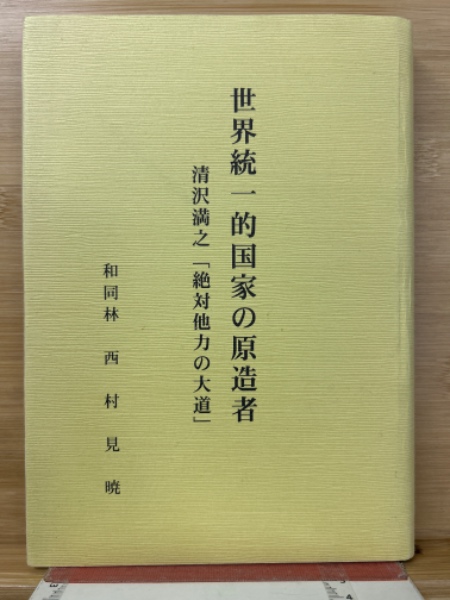 世界統一的国家の原造者
清沢満之「絶対他力の大道」
和同林 西村見暁